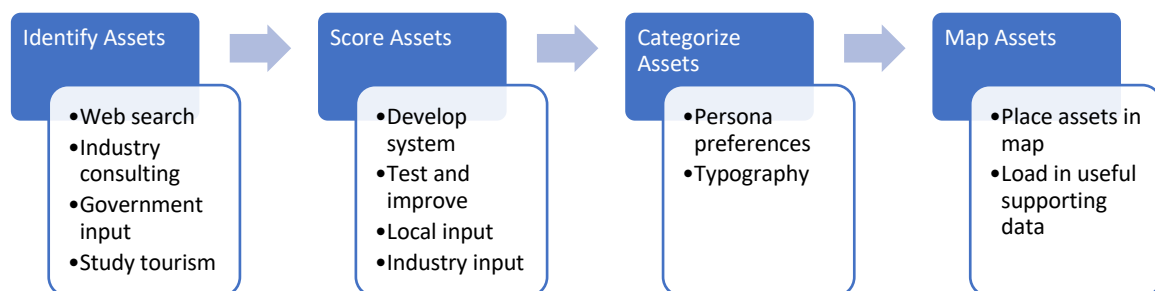 Identify Assets
•Web search
•Industry
consulting
•Government
input
•Study tourism
Score Assets
•Develop
system
•Test and
improve
•Local input
•Industry input
Categorize
Assets
•Persona
preferences
•Typography
Map Assets
•Place assets in
map
•Load in useful
supporting
data